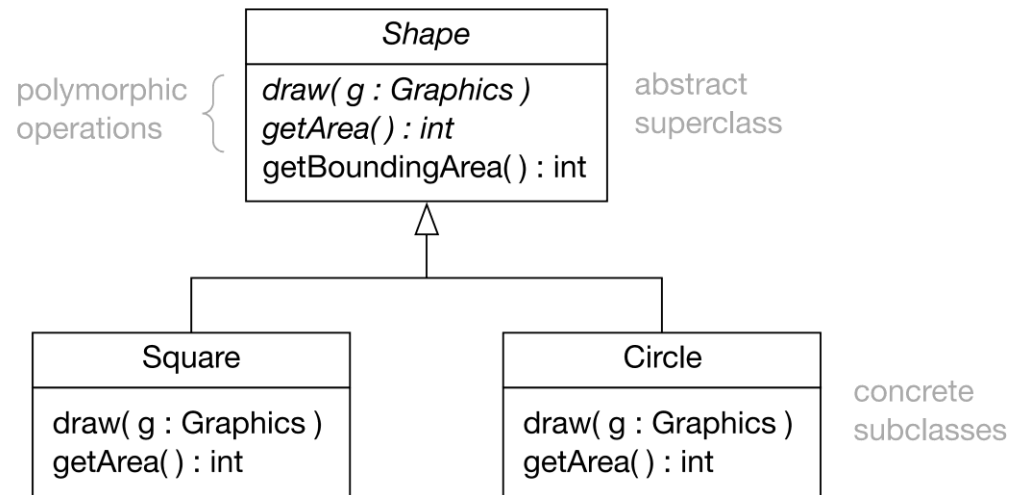 Shape
polymorphic
operations
draw( g : Graphics )
getArea( ) : int
getBoundingArea( ) : int
abstract
superclass
Square
draw( g : Graphics )
getArea( ) : int
Circle
draw( g : Graphics )
getArea( ) : int
concrete
subclasses